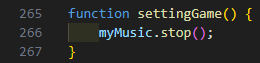 265 function settingGame() {
266     myMusic.stop();
267 }